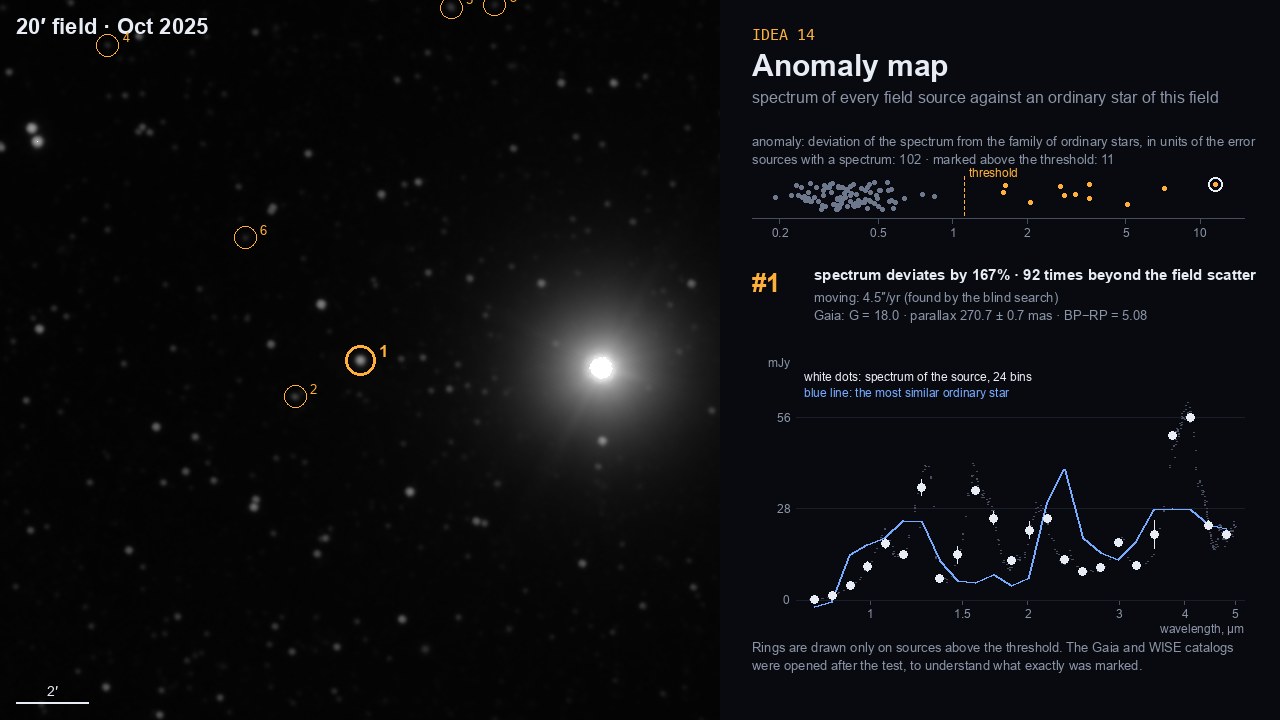 20′ field · Oct 2025
4
6
1
2
2′
IDEA 14
Anomaly map
spectrum of every field source against an ordinary star of this field
anomaly: deviation of the spectrum from the family of ordinary stars, in units of the error
sources with a spectrum: 102 · marked above the threshold: 11
threshold
0.2 0.5 1 2 5 10
#1 spectrum deviates by 167% · 92 times beyond the field scatter
moving: 4.5″/yr (found by the blind search)
Gaia: G = 18.0 · parallax 270.7 ± 0.7 mas · BP−RP = 5.08
mJy
white dots: spectrum of the source, 24 bins
blue line: the most similar ordinary star
56
28
0
1 1.5 2 3 4 5
wavelength, µm
Rings are drawn only on sources above the threshold. The Gaia and WISE catalogs
were opened after the test, to understand what exactly was marked.